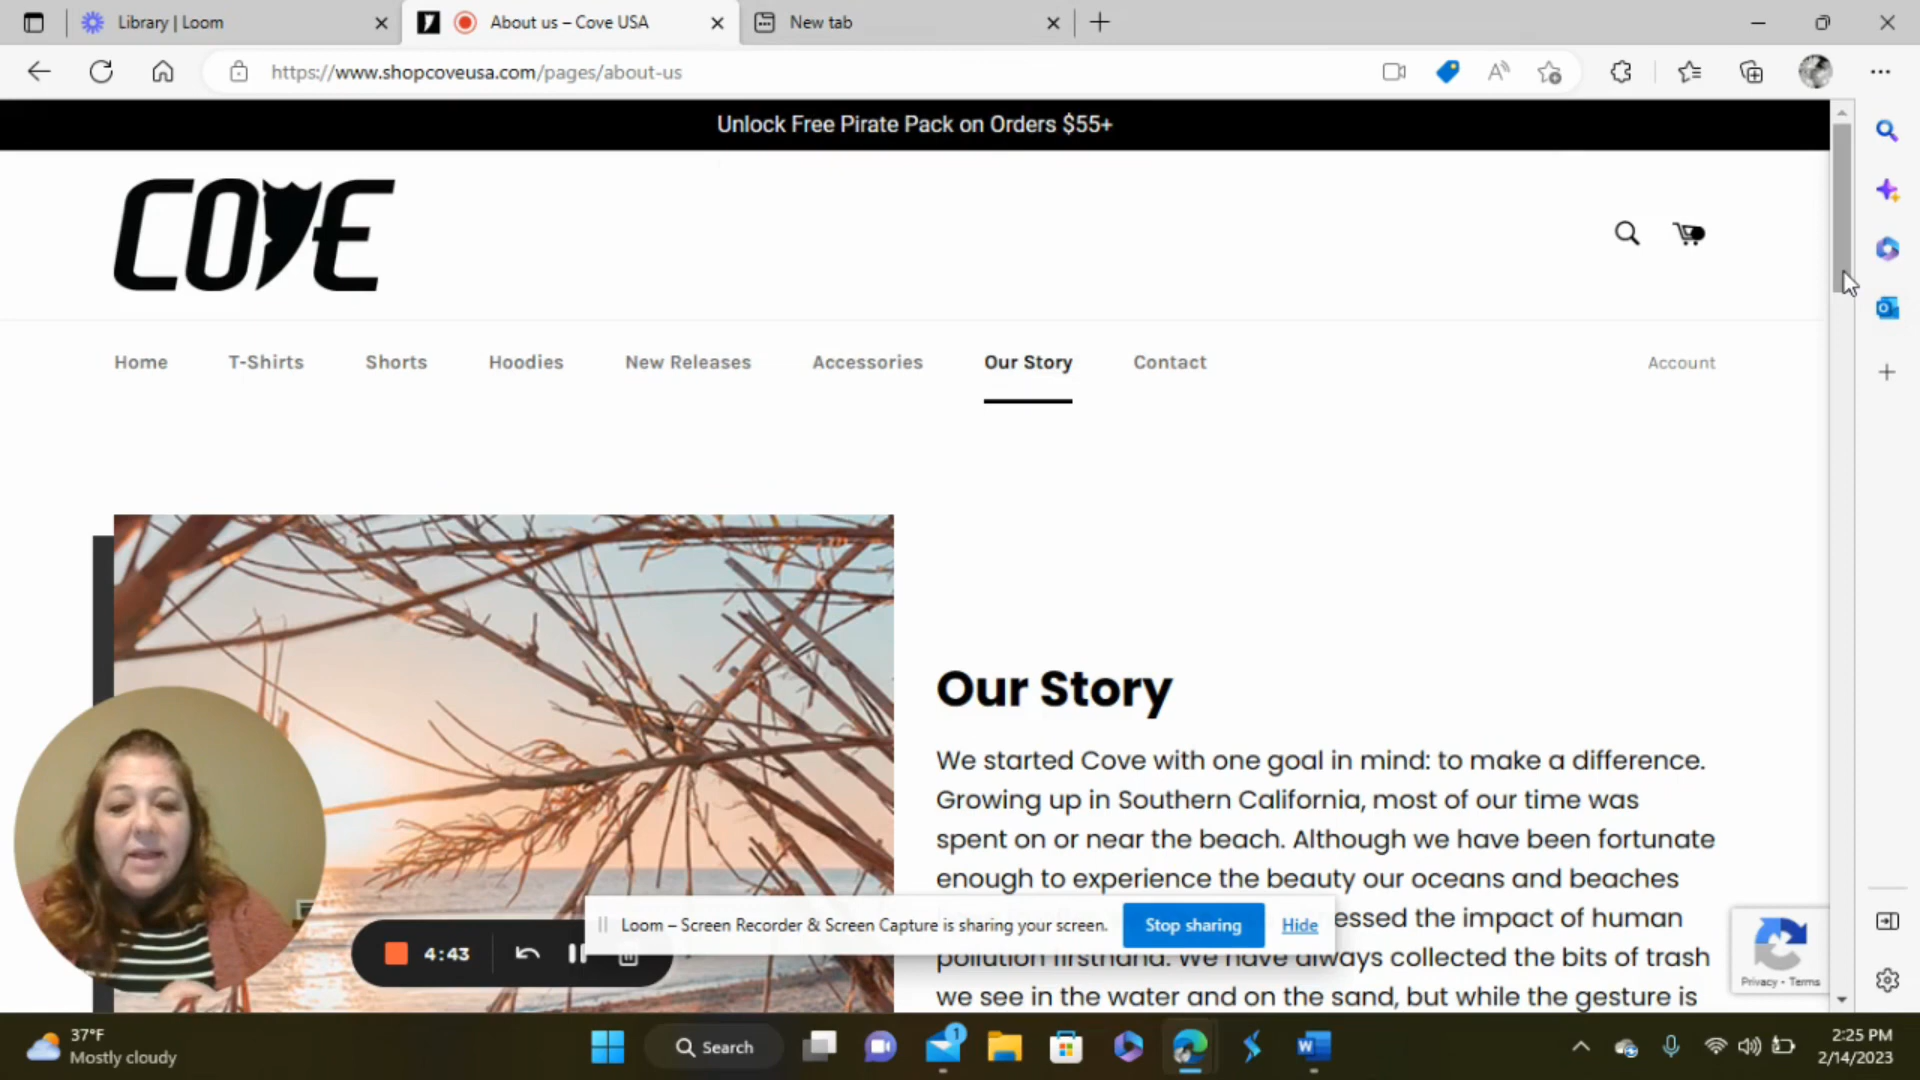 Library | Loom
About us – Cove USA
New tab
https://www.shopcoveusa.com/pages/about-us
Unlock Free Pirate Pack on Orders $55+
COVE
Home
T-Shirts
Shorts
Hoodies
New Releases
Accessories
Our Story
Contact
Account
Our Story
We started Cove with one goal in mind: to make a difference.
Growing up in Southern California, most of our time was
spent on or near the beach. Although we have been fortunate
enough to experience the beauty our oceans and beaches
essed the impact of human
pollution firsthand. We have always collected the bits of trash
we see in the water and on the sand, but while the gesture is
Loom – Screen Recorder & Screen Capture is sharing your screen.
Stop sharing
Hide
4:43
Privacy - Terms
37°F
Mostly cloudy
Search
1
2:25 PM
2/14/2023